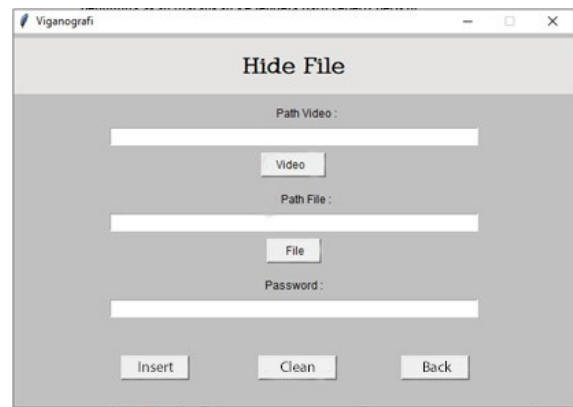 Viganografi
Hide File
Path Video :
Video
Path File :
File
Password :
Insert Clean Back